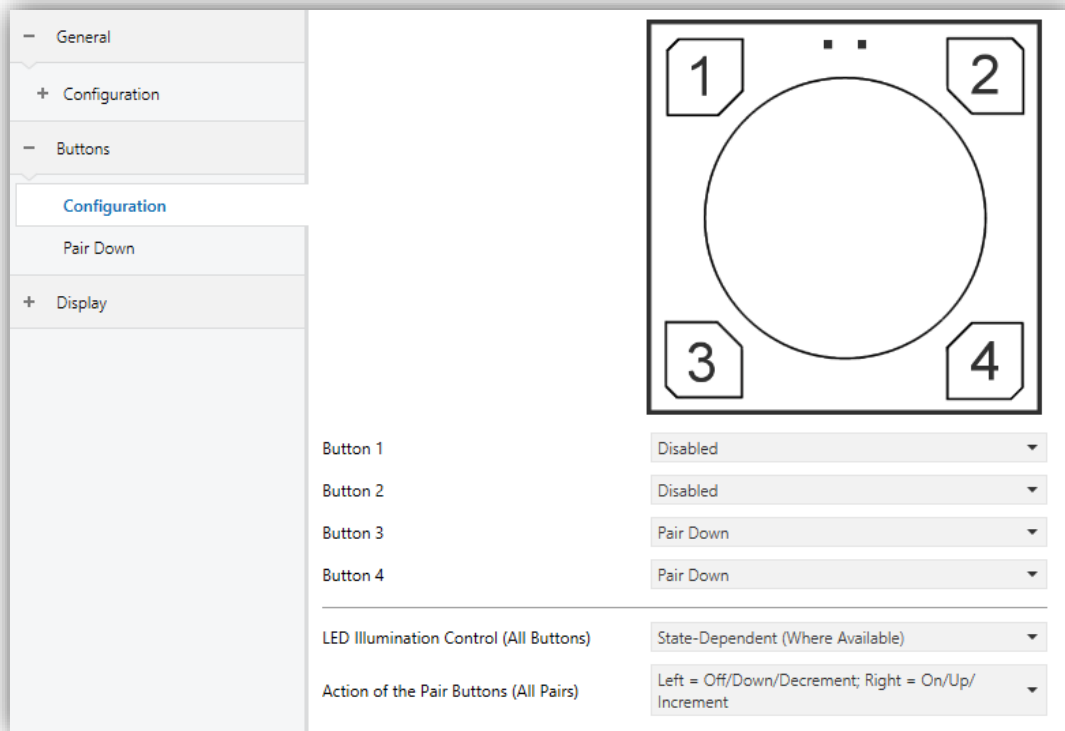 General
Configuration
Buttons
Configuration
Pair Down
Display
1
2
3
4
Button 1 Disabled
Button 2 Disabled
Button 3 Pair Down
Button 4 Pair Down
LED Illumination Control (All Buttons) State-Dependent (Where Available)
Action of the Pair Buttons (All Pairs) Left = Off/Down/Decrement; Right = On/Up/
Increment